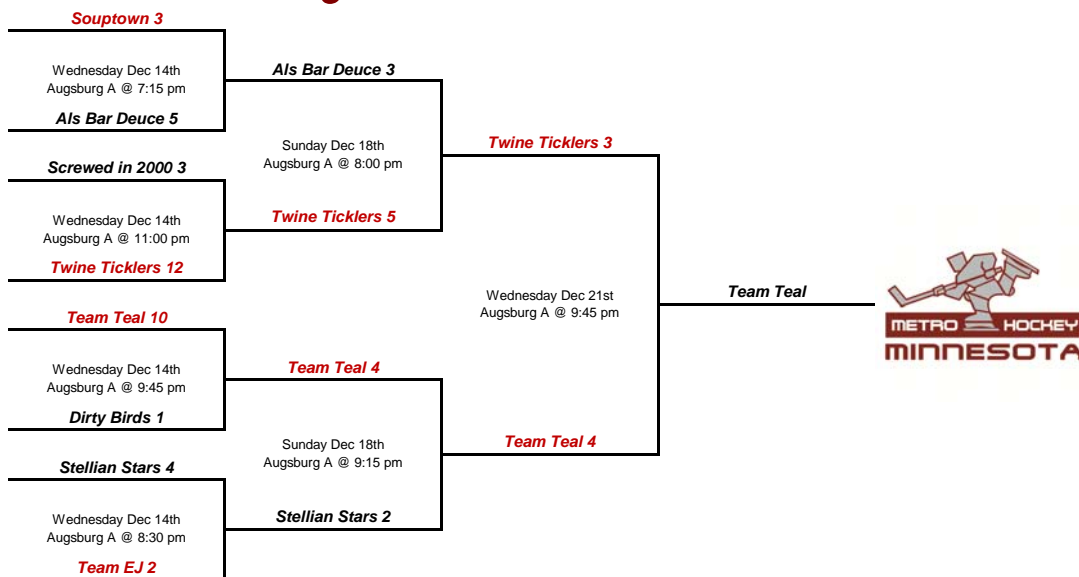 Souptown 3
Wednesday Dec 14th
Augsburg A @ 7:15 pm
Als Bar Deuce 5
Screwed in 2000 3
Wednesday Dec 14th
Augsburg A @ 11:00 pm
Twine Ticklers 12
Team Teal 10
Wednesday Dec 14th
Augsburg A @ 9:45 pm
Dirty Birds 1
Stellian Stars 4
Wednesday Dec 14th
Augsburg A @ 8:30 pm
Team EJ 2
Als Bar Deuce 3
Sunday Dec 18th
Augsburg A @ 8:00 pm
Twine Ticklers 5
Team Teal 4
Sunday Dec 18th
Augsburg A @ 9:15 pm
Stellian Stars 2
Twine Ticklers 3
Wednesday Dec 21st
Augsburg A @ 9:45 pm
Team Teal 4
Team Teal
METRO HOCKEY
MINNESOTA